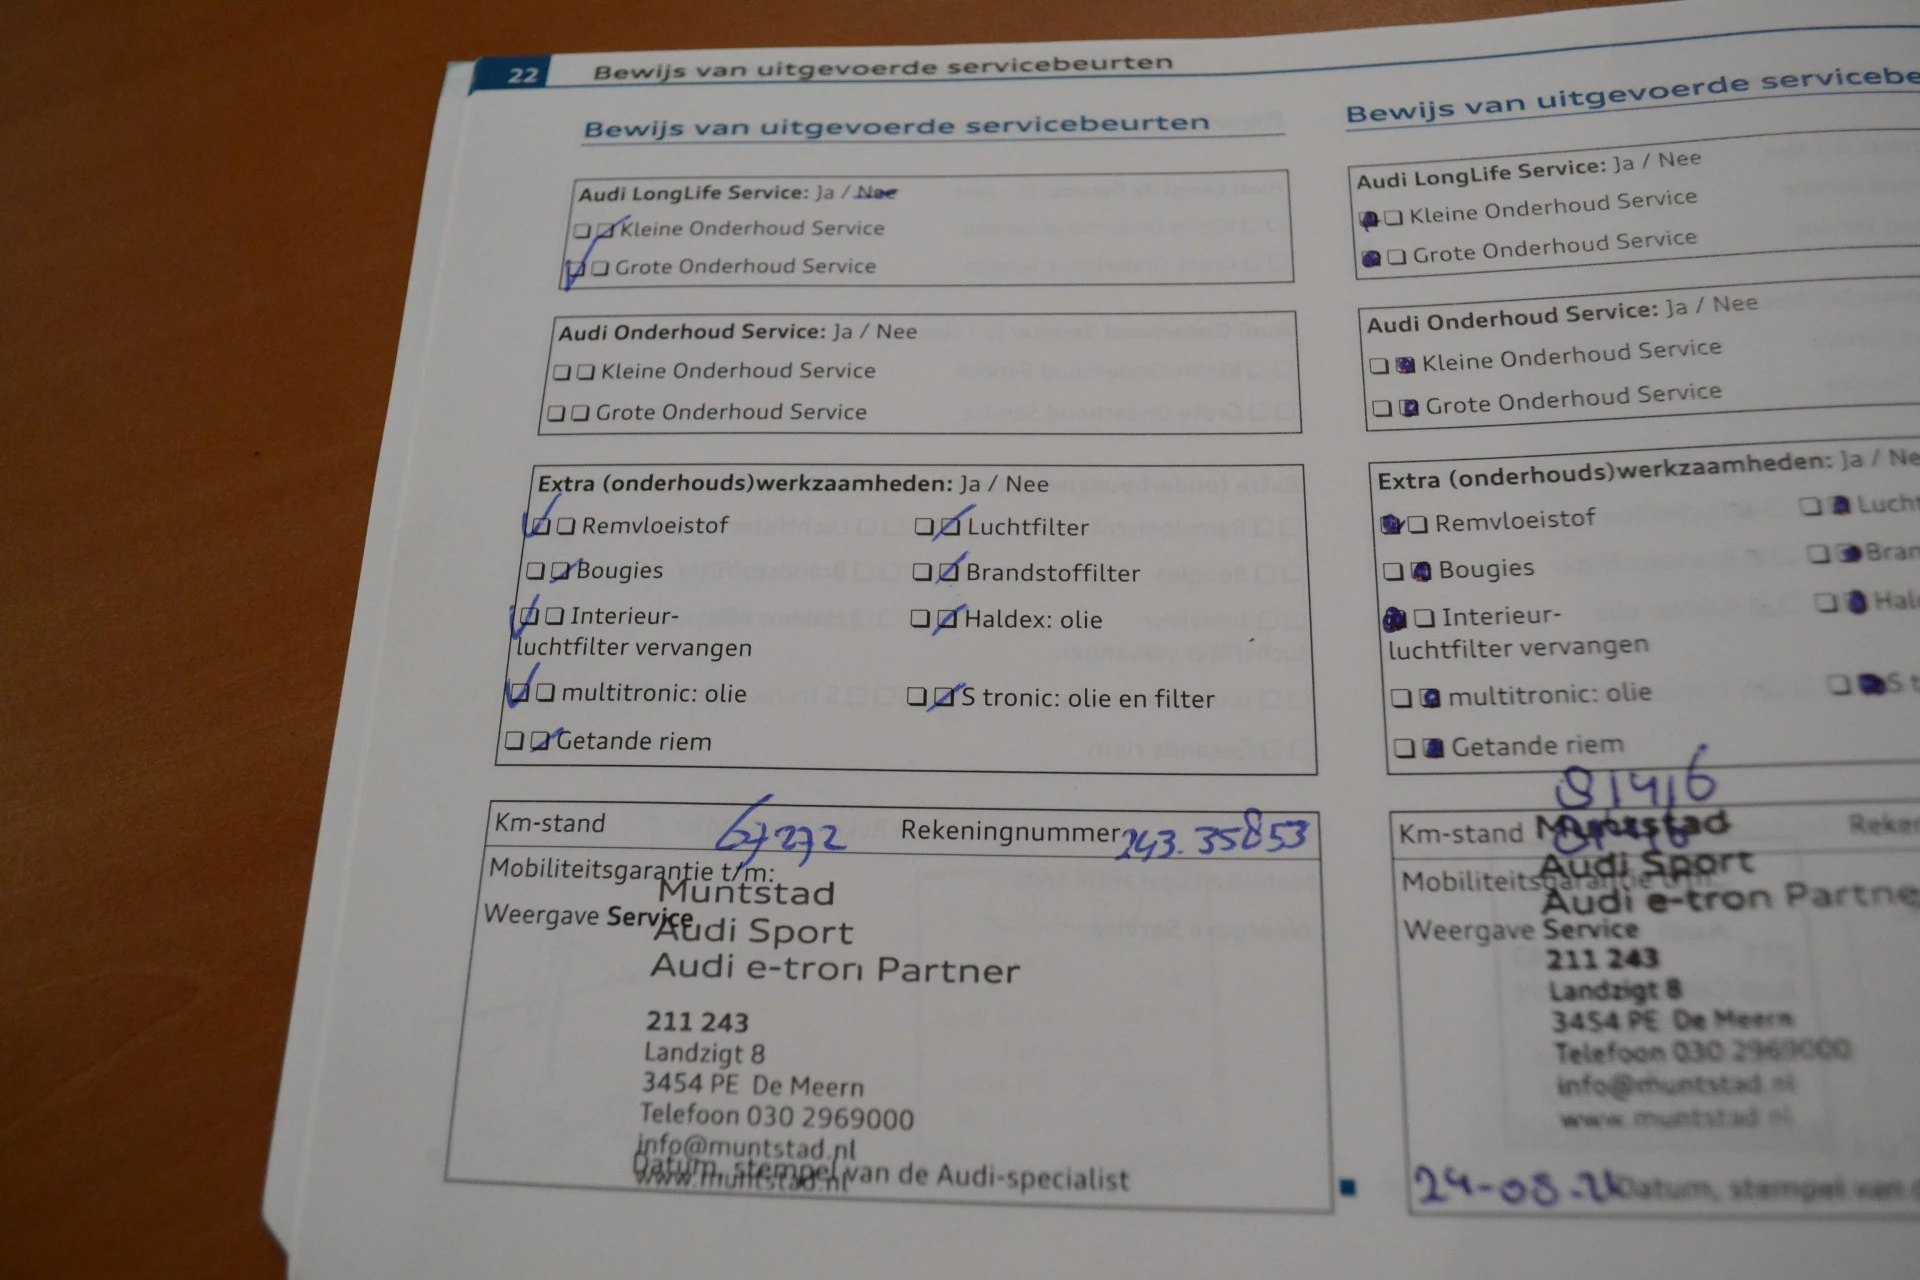 22 Bewijs van uitgevoerde servicebeurten
Bewijs van uitgevoerde servicebeurten
Audi LongLife Service: Ja / Nee
Kleine Onderhoud Service
Grote Onderhoud Service
Audi Onderhoud Service: Ja / Nee
Kleine Onderhoud Service
Grote Onderhoud Service
Extra (onderhouds)werkzaamheden: Ja / Nee
Remvloeistof
Luchtfilter
Bougies
Brandstoffilter
Interieur-
luchtfilter vervangen
Haldex: olie
multitronic: olie
S tronic: olie en filter
Getande riem
Km-stand 67272 Rekeningnummer 243.35853
Mobiliteitsgarantie t/m:
Weergave Service
Muntstad
Audi Sport
Audi e-tron Partner
211 243
Landzigt 8
3454 PE De Meern
Telefoon 030 2969000
info@muntstad.nl
www.muntstad.nl
Datum, stempel van de Audi-specialist
Bewijs van uitgevoerde servicebe
Audi LongLife Service: Ja / Nee
Kleine Onderhoud Service
Grote Onderhoud Service
Audi Onderhoud Service: Ja / Nee
Kleine Onderhoud Service
Grote Onderhoud Service
Extra (onderhouds)werkzaamheden: Ja / Ne
Remvloeistof
Lucht
Bougies
Bran
Interieur-
luchtfilter vervangen
Hal
multitronic: olie
S t
Getande riem
81416
Km-stand
Reker
Mobiliteitsgarantie t/m:
Weergave Service
Muntstad
Audi Sport
Audi e-tron Partne
211 243
Landzigt 8
3454 PE De Meern
Telefoon 030 2969000
info@muntstad.nl
www.muntstad.nl
Datum, stempel van